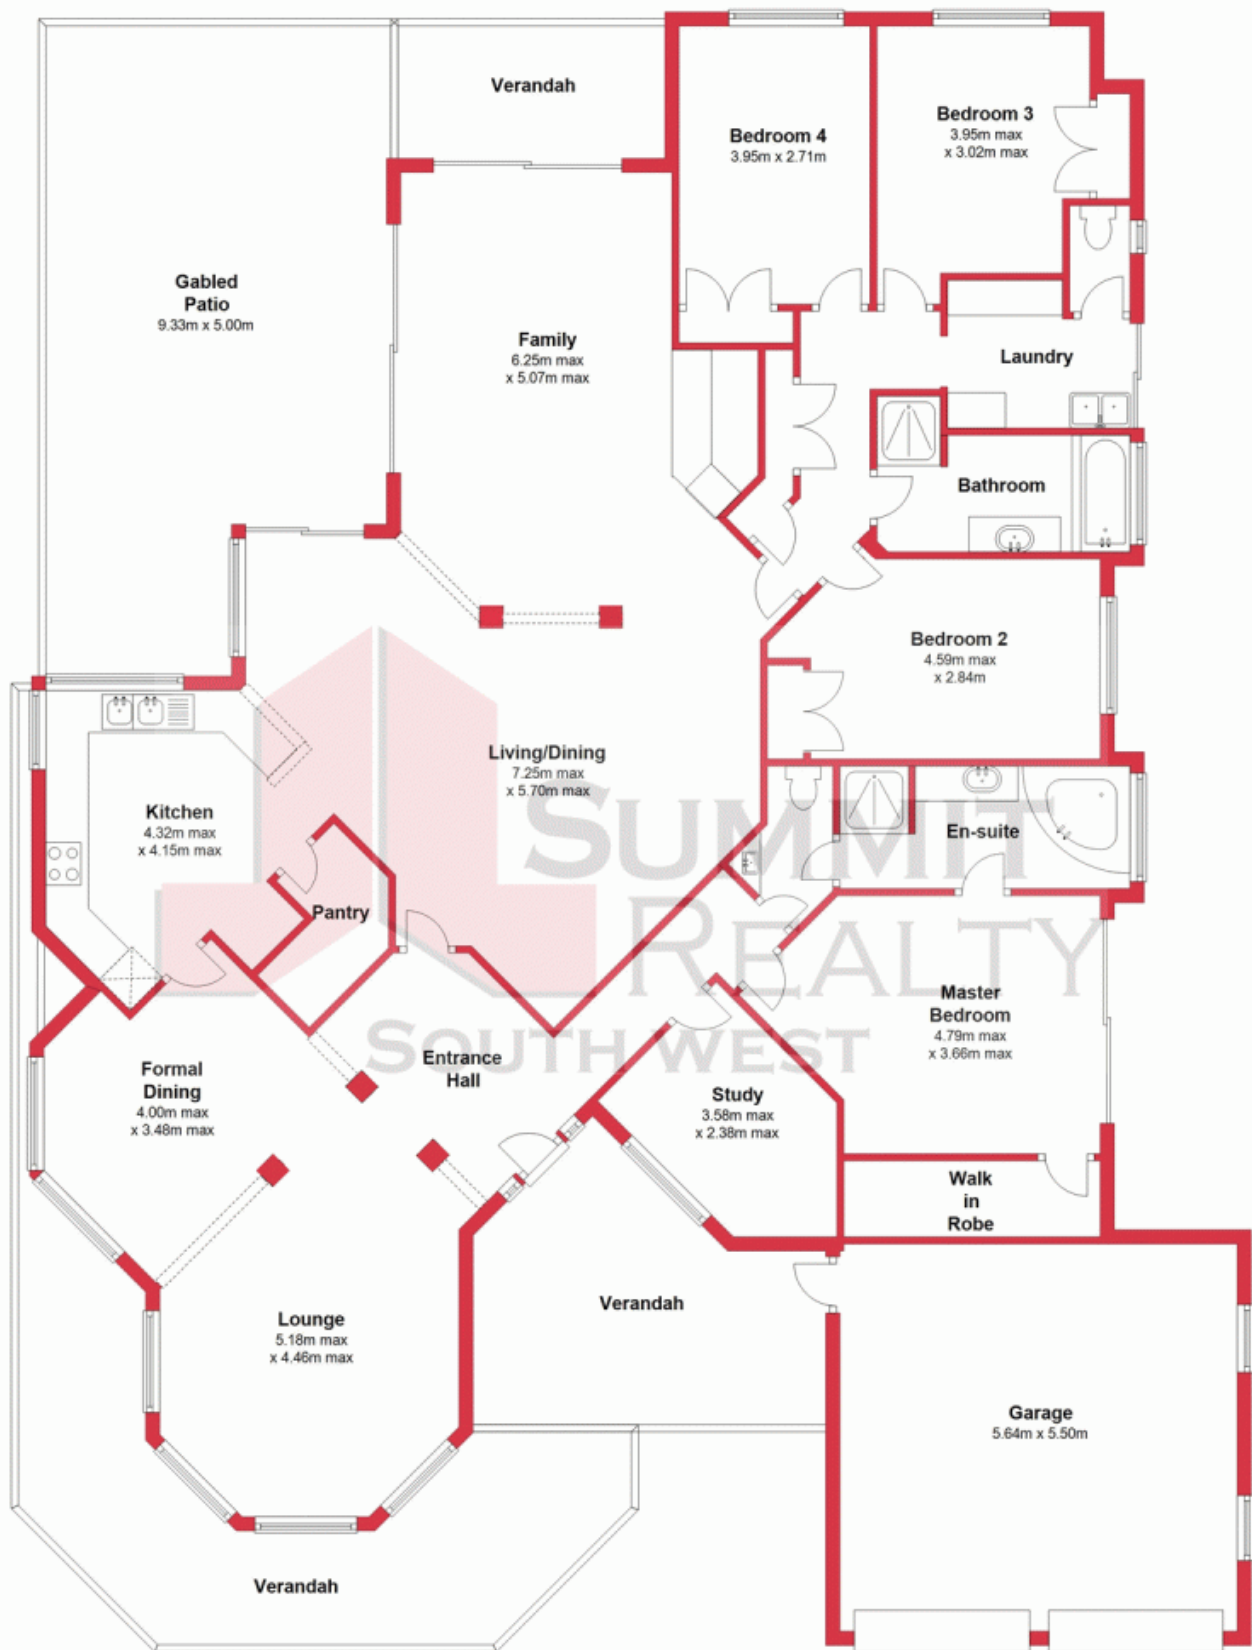 Verandah
Bedroom 4
3.95m x 2.71m
Bedroom 3
3.95m max
x 3.02m max
Gabled
Patio
9.33m x 5.00m
Family
6.25m max
x 5.07m max
Laundry
Bathroom
Bedroom 2
4.59m max
x 2.84m
Living/Dining
7.25m max
x 5.70m max
Kitchen
4.32m max
x 4.15m max
SUMMIT
REALTY
SOUTH WEST
En-suite
Pantry
Master
Bedroom
4.79m max
x 3.66m max
Entrance
Hall
Formal
Dining
4.00m max
x 3.48m max
Study
3.58m max
x 2.38m max
Walk
in
Robe
Verandah
Lounge
5.18m max
x 4.46m max
Garage
5.64m x 5.50m
Verandah